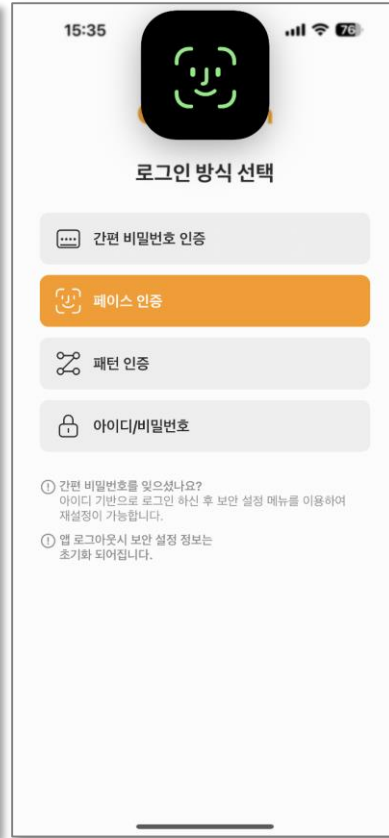 15:35
76
로그인 방식 선택
간편 비밀번호 인증
페이스 인증
패턴 인증
아이디/비밀번호
간편 비밀번호를 잊으셨나요?
아이디 기반으로 로그인 하신 후 보안 설정 메뉴를 이용하여
재설정이 가능합니다.
앱 로그아웃시 보안 설정 정보는
초기화 되어집니다.